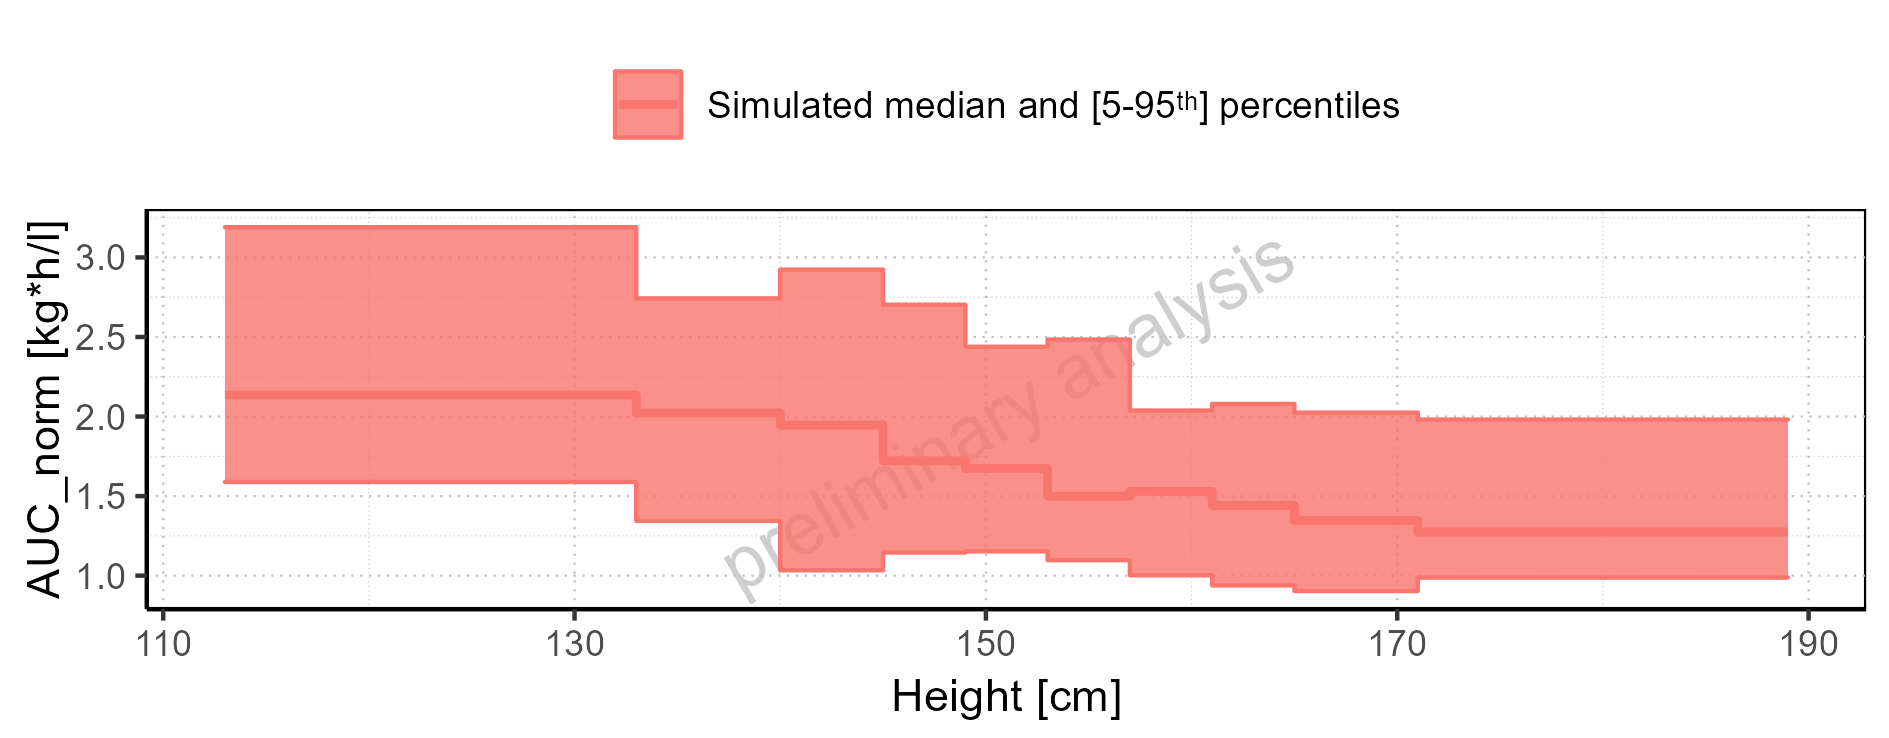 Simulated median and [5-95th] percentiles
AUC_norm [kg*h/l]
3.0
2.5
2.0
1.5
1.0
preliminary analysis
110 130 150 170 190
Height [cm]